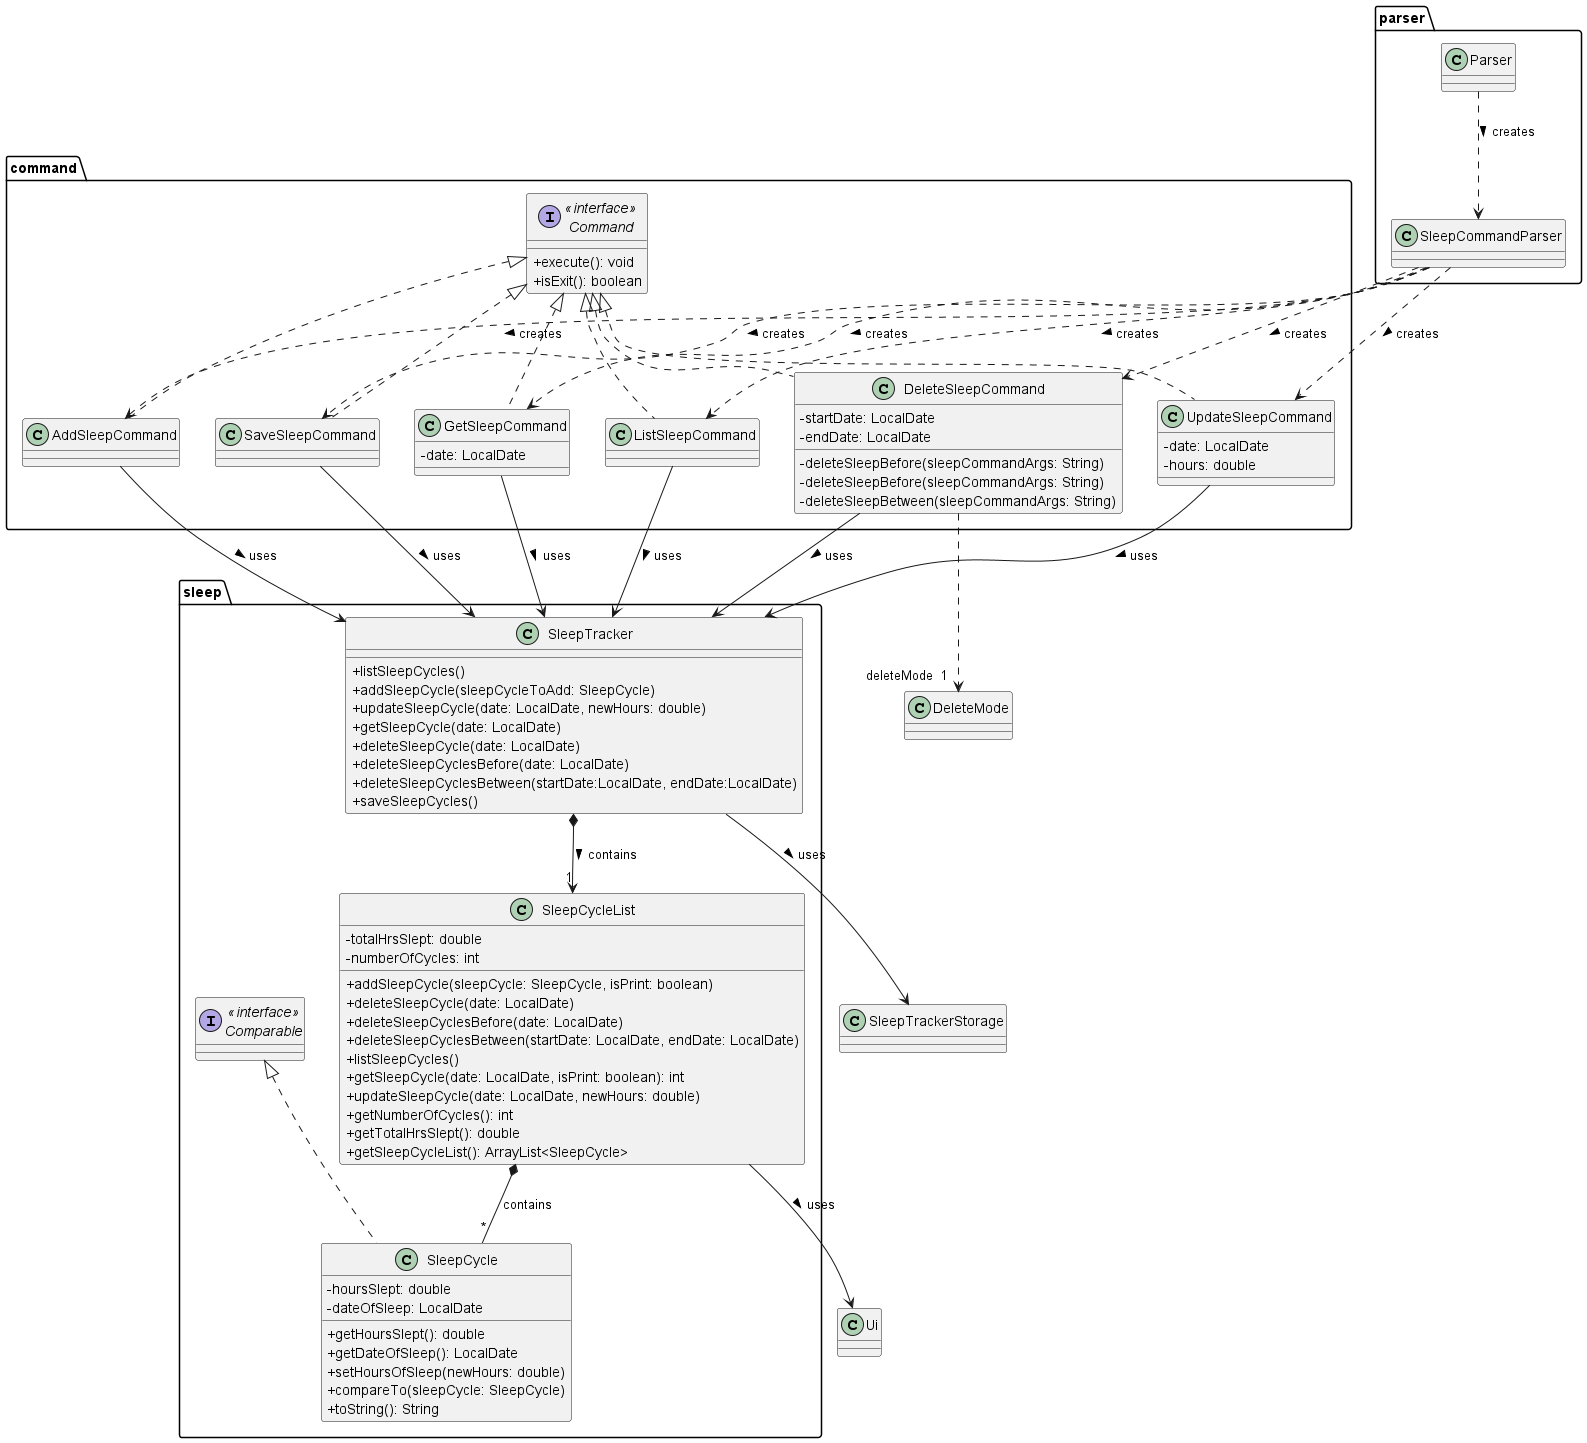 parser
C Parser
creates
C SleepCommandParser
command
I «interface»
Command
+execute(): void
+isExit(): boolean
creates
creates
creates
creates
creates
creates
C AddSleepCommand
C SaveSleepCommand
C GetSleepCommand
-date: LocalDate
C ListSleepCommand
C DeleteSleepCommand
-startDate: LocalDate
-endDate: LocalDate
-deleteSleepBefore(sleepCommandArgs: String)
-deleteSleepBefore(sleepCommandArgs: String)
-deleteSleepBetween(sleepCommandArgs: String)
C UpdateSleepCommand
-date: LocalDate
-hours: double
uses
uses
uses
uses
uses
uses
sleep
C SleepTracker
+listSleepCycles()
+addSleepCycle(sleepCycleToAdd: SleepCycle)
+updateSleepCycle(date: LocalDate, newHours: double)
+getSleepCycle(date: LocalDate)
+deleteSleepCycle(date: LocalDate)
+deleteSleepCyclesBefore(date: LocalDate)
+deleteSleepCyclesBetween(startDate:LocalDate, endDate:LocalDate)
+saveSleepCycles()
deleteMode 1
C DeleteMode
contains
1
uses
C SleepCycleList
-totalHrsSlept: double
-numberOfCycles: int
+addSleepCycle(sleepCycle: SleepCycle, isPrint: boolean)
+deleteSleepCycle(date: LocalDate)
+deleteSleepCyclesBefore(date: LocalDate)
+deleteSleepCyclesBetween(startDate: LocalDate, endDate: LocalDate)
+listSleepCycles()
+getSleepCycle(date: LocalDate, isPrint: boolean): int
+updateSleepCycle(date: LocalDate, newHours: double)
+getNumberOfCycles(): int
+getTotalHrsSlept(): double
+getSleepCycleList(): ArrayList<SleepCycle>
I «interface»
Comparable
C SleepTrackerStorage
contains
*
uses
C SleepCycle
-hoursSlept: double
-dateOfSleep: LocalDate
+getHoursSlept(): double
+getDateOfSleep(): LocalDate
+setHoursOfSleep(newHours: double)
+compareTo(sleepCycle: SleepCycle)
+toString(): String
C Ui